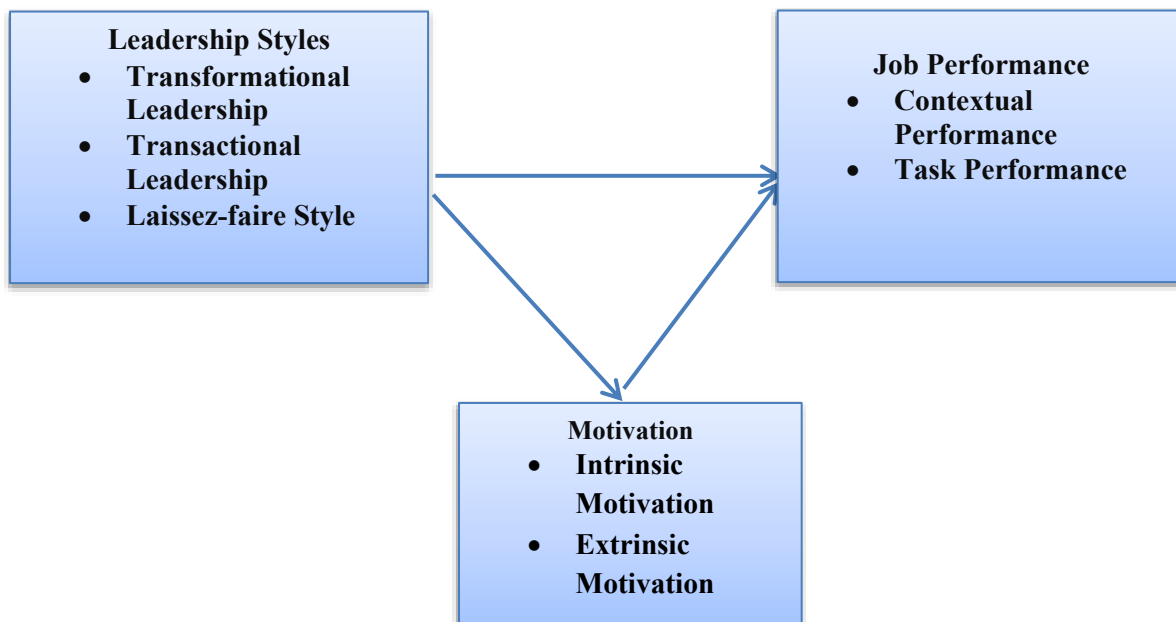 Leadership Styles
• Transformational
Leadership
• Transactional
Leadership
• Laissez-faire Style
Job Performance
• Contextual
Performance
• Task Performance
Motivation
• Intrinsic
Motivation
• Extrinsic
Motivation